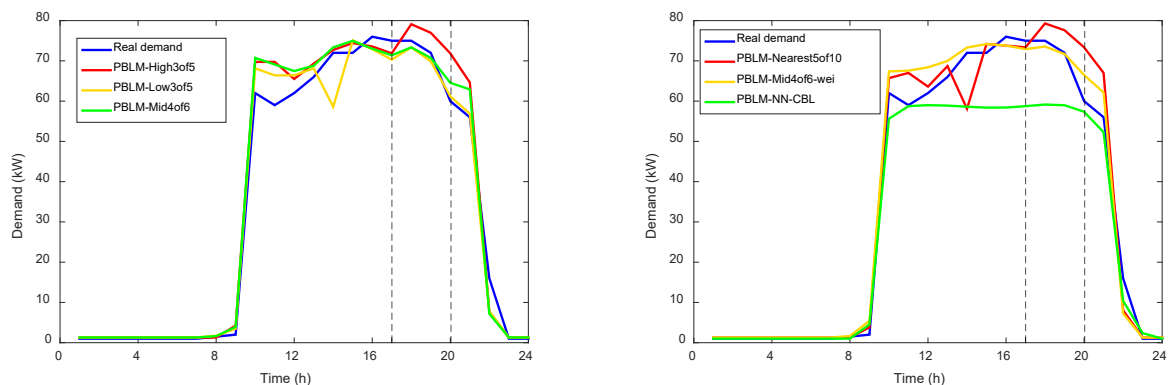 80
70
60
50
40
30
20
10
0
Demand (kW)
Real demand
PBLM-High3of5
PBLM-Low3of5
PBLM-Mid4of6
0 4 8 12 16 20 24
Time (h)
80
70
60
50
40
30
20
10
0
Demand (kW)
Real demand
PBLM-Nearest5of10
PBLM-Mid4of6-wei
PBLM-NN-CBL
0 4 8 12 16 20 24
Time (h)